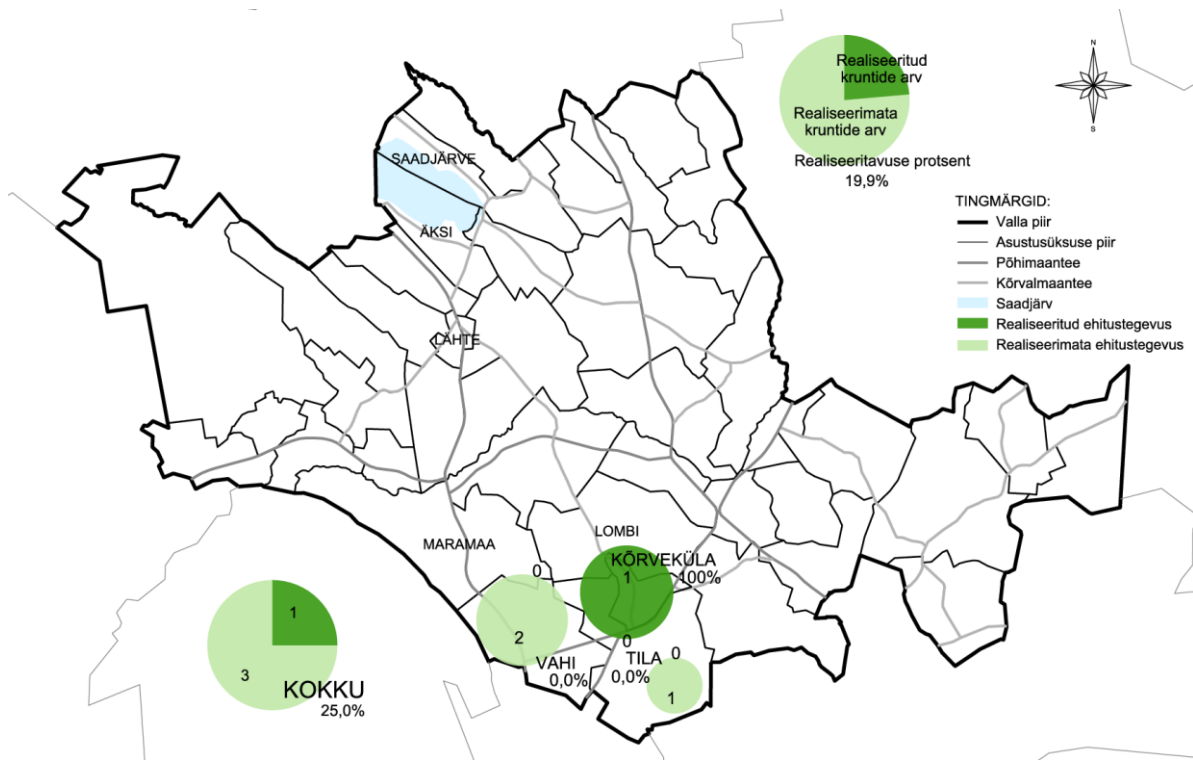 N
S
Realiseeritud
kruntide arv
Realiseerimata
kruntide arv
Realiseeritavuse protsent
19,9%
TINGMÄRGID:
Valla piir
Asustusüksuse piir
Põhimaantee
Kõrvalmaantee
Saadjärv
Realiseeritud ehitustegevus
Realiseerimata ehitustegevus
SAADJÄRVE
ÄKSI
LÄHTE
MARAMAA
LOMBI
KÕRVEKÜLA
1
100%
0
0
2
VAHI
0,0%
TILA
0,0%
0
1
1
3
KOKKU
25,0%